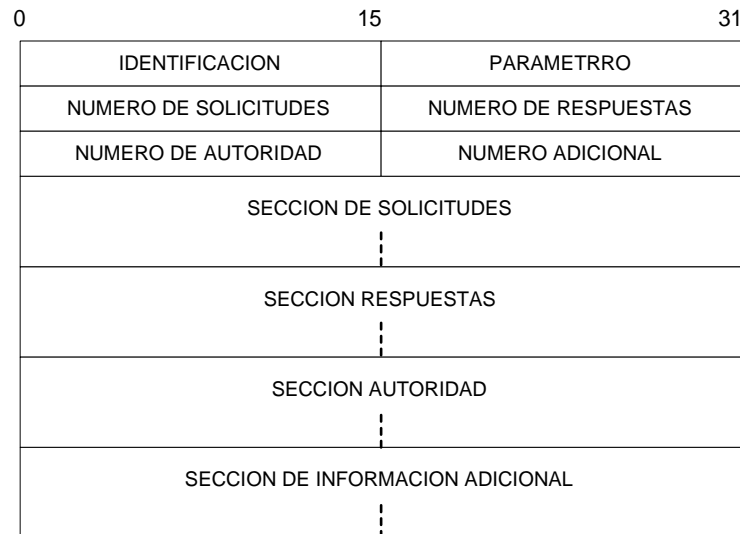 0 15 31
IDENTIFICACION PARAMETRRO
NUMERO DE SOLICITUDES NUMERO DE RESPUESTAS
NUMERO DE AUTORIDAD NUMERO ADICIONAL
SECCION DE SOLICITUDES
SECCION RESPUESTAS
SECCION AUTORIDAD
SECCION DE INFORMACION ADICIONAL